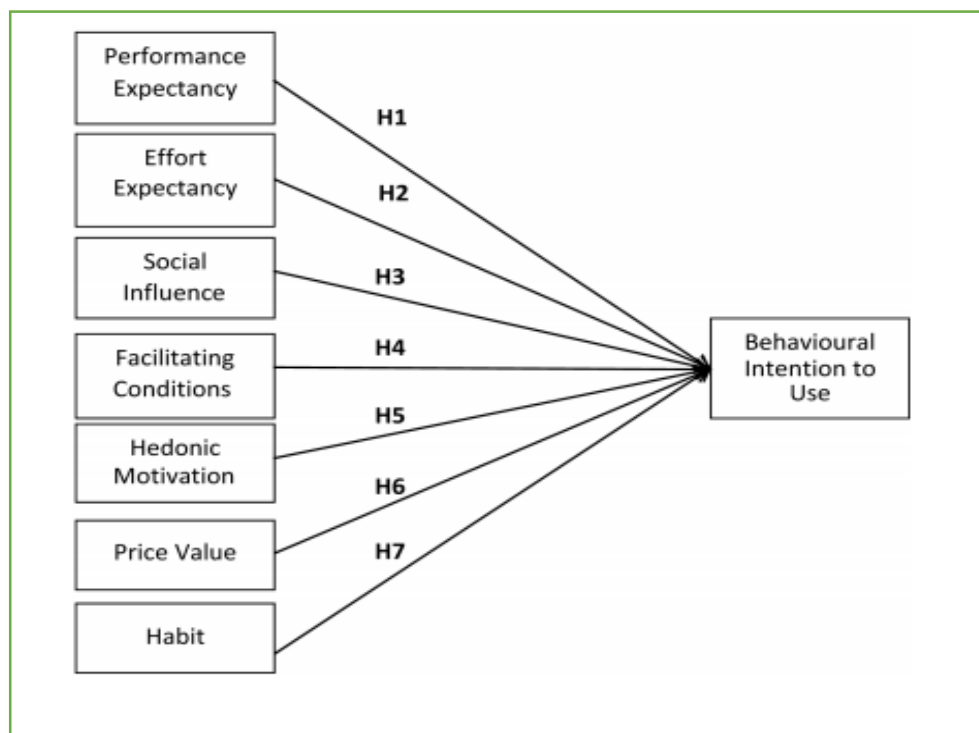 Performance
Expectancy
H1
Effort
Expectancy
H2
Social
Influence
H3
Facilitating
Conditions
H4
Behavioural
Intention to
Use
Hedonic
Motivation
H5
Price Value
H6
Habit
H7